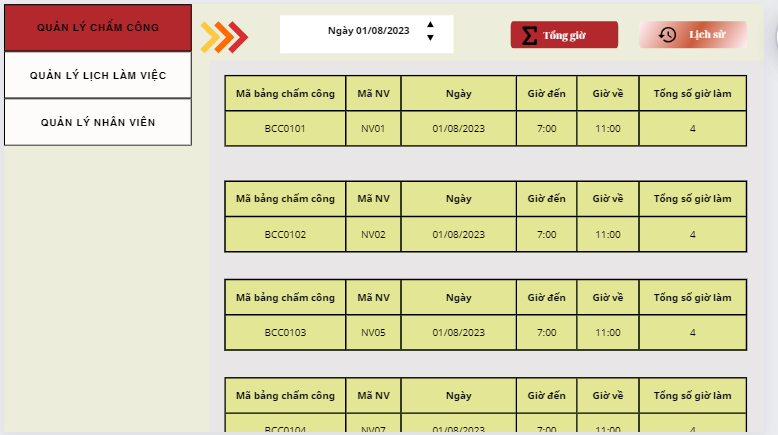 QUẢN LÝ CHẤM CÔNG
QUẢN LÝ LỊCH LÀM VIỆC
QUẢN LÝ NHÂN VIÊN
Ngày 01/08/2023
Tổng giờ
Lịch sử
Mã bảng chấm công Mã NV Ngày Giờ đến Giờ về Tổng số giờ làm
BCC0101 NV01 01/08/2023 7:00 11:00 4
Mã bảng chấm công Mã NV Ngày Giờ đến Giờ về Tổng số giờ làm
BCC0102 NV02 01/08/2023 7:00 11:00 4
Mã bảng chấm công Mã NV Ngày Giờ đến Giờ về Tổng số giờ làm
BCC0103 NV05 01/08/2023 7:00 11:00 4
Mã bảng chấm công Mã NV Ngày Giờ đến Giờ về Tổng số giờ làm
BCC0104 NV07 01/08/2023 7:00 11:00 4